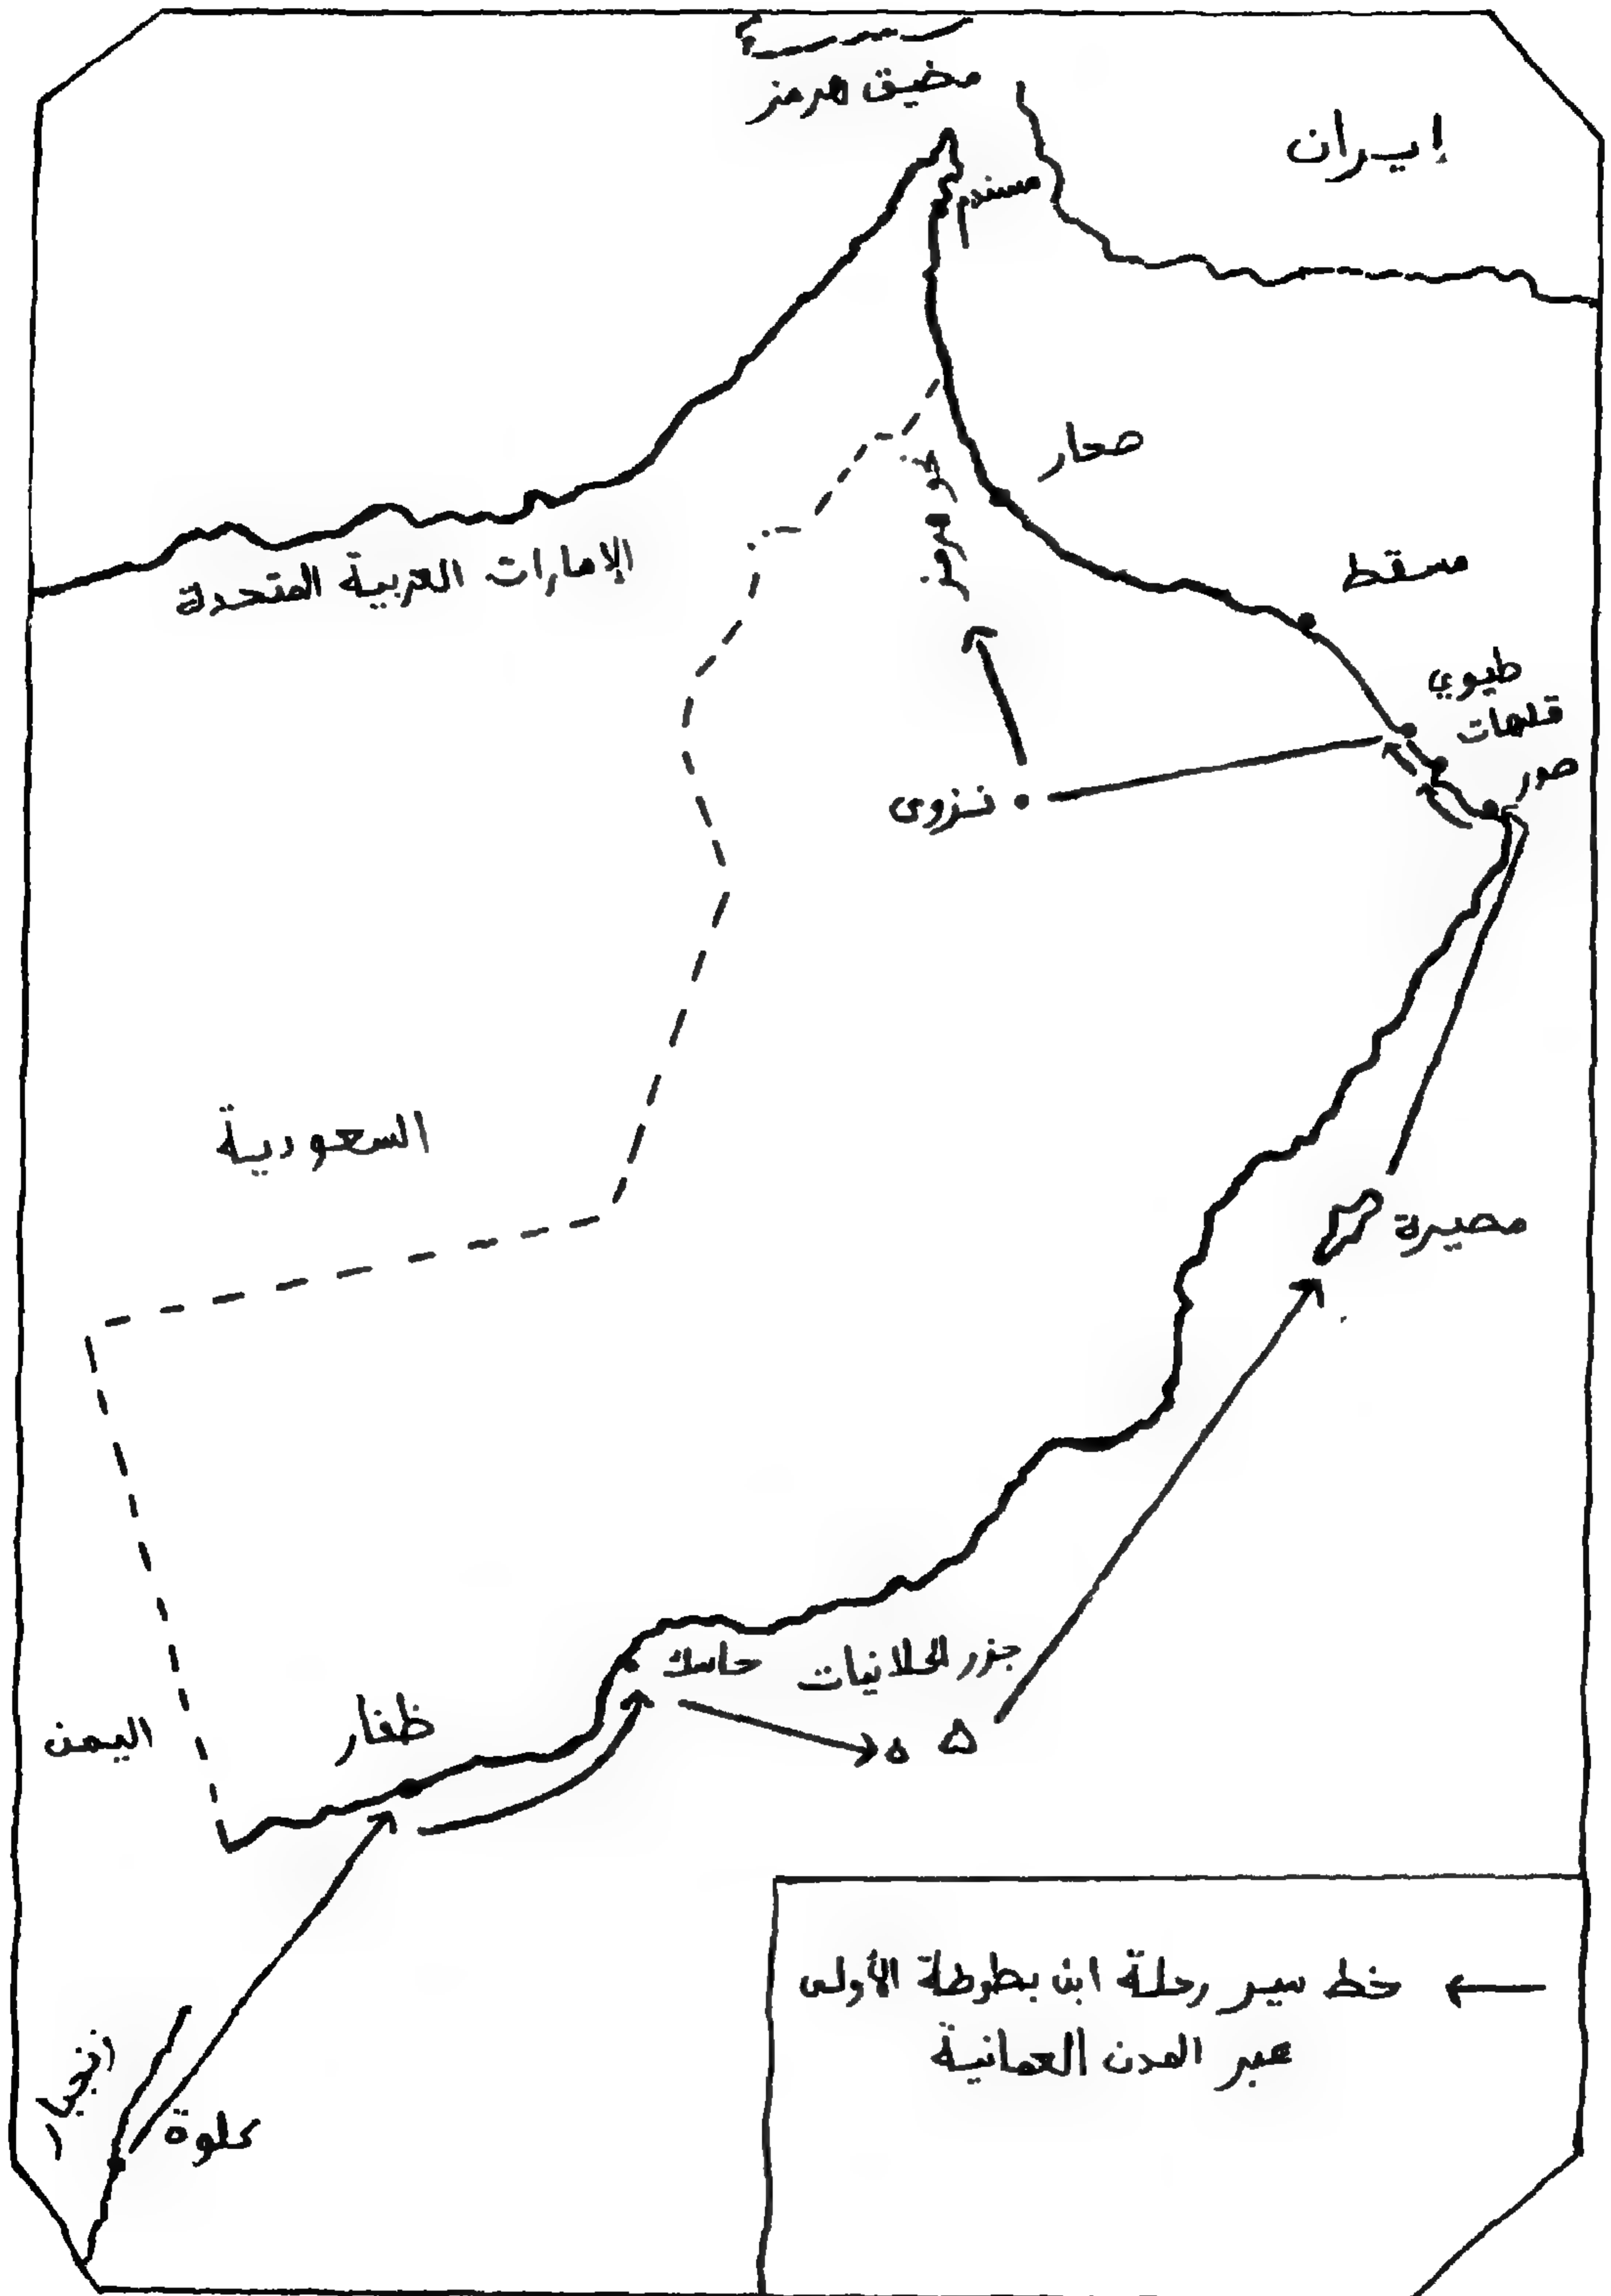 مضيق هرمز
إيران
مسندم
صحار
مسقط
الإمارات العربية المتحدة
طيوي
قلهات
صور
نزوى
السعودية
مصيرة
جزر الحلانيات
حاسك
ظفار
اليمن
خط سير رحلة ابن بطوطة الأولى
عبر المدن العمانية
كلوة